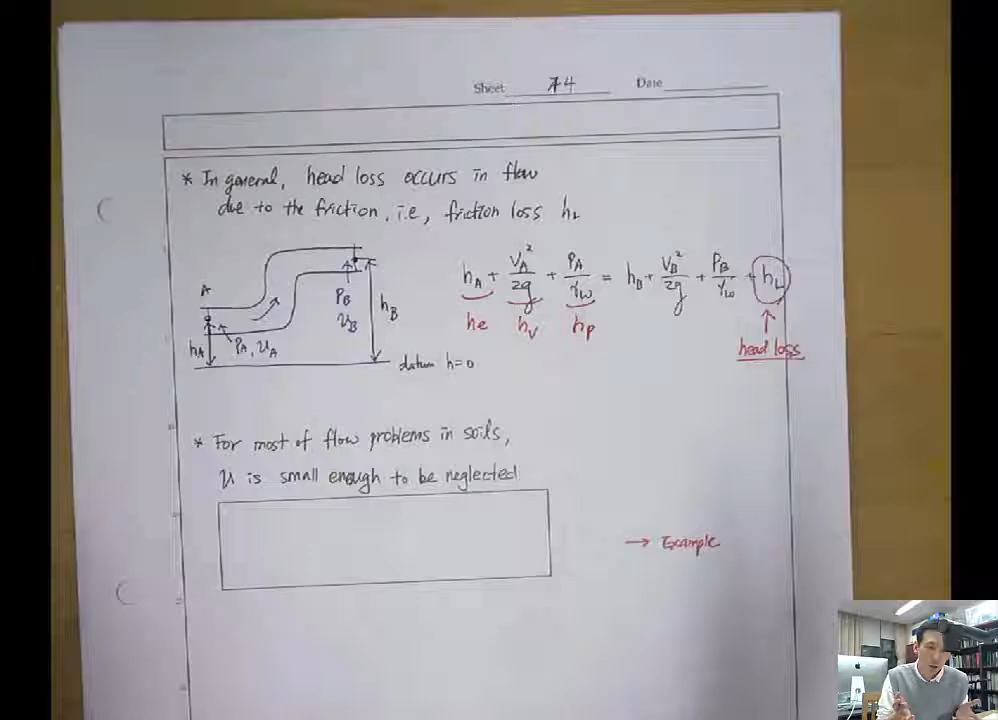 Sheet 74 Date
* In general, head loss occurs in flow
due to the friction, i.e, friction loss hL
A
hA
PA, vA
PB
vB
hB
datum h=0
hA + VA²/2g + PA/γw = hB + VB²/2g + PB/γw + hL
he hv hp
head loss
* For most of flow problems in soils,
v is small enough to be neglected
→ Example